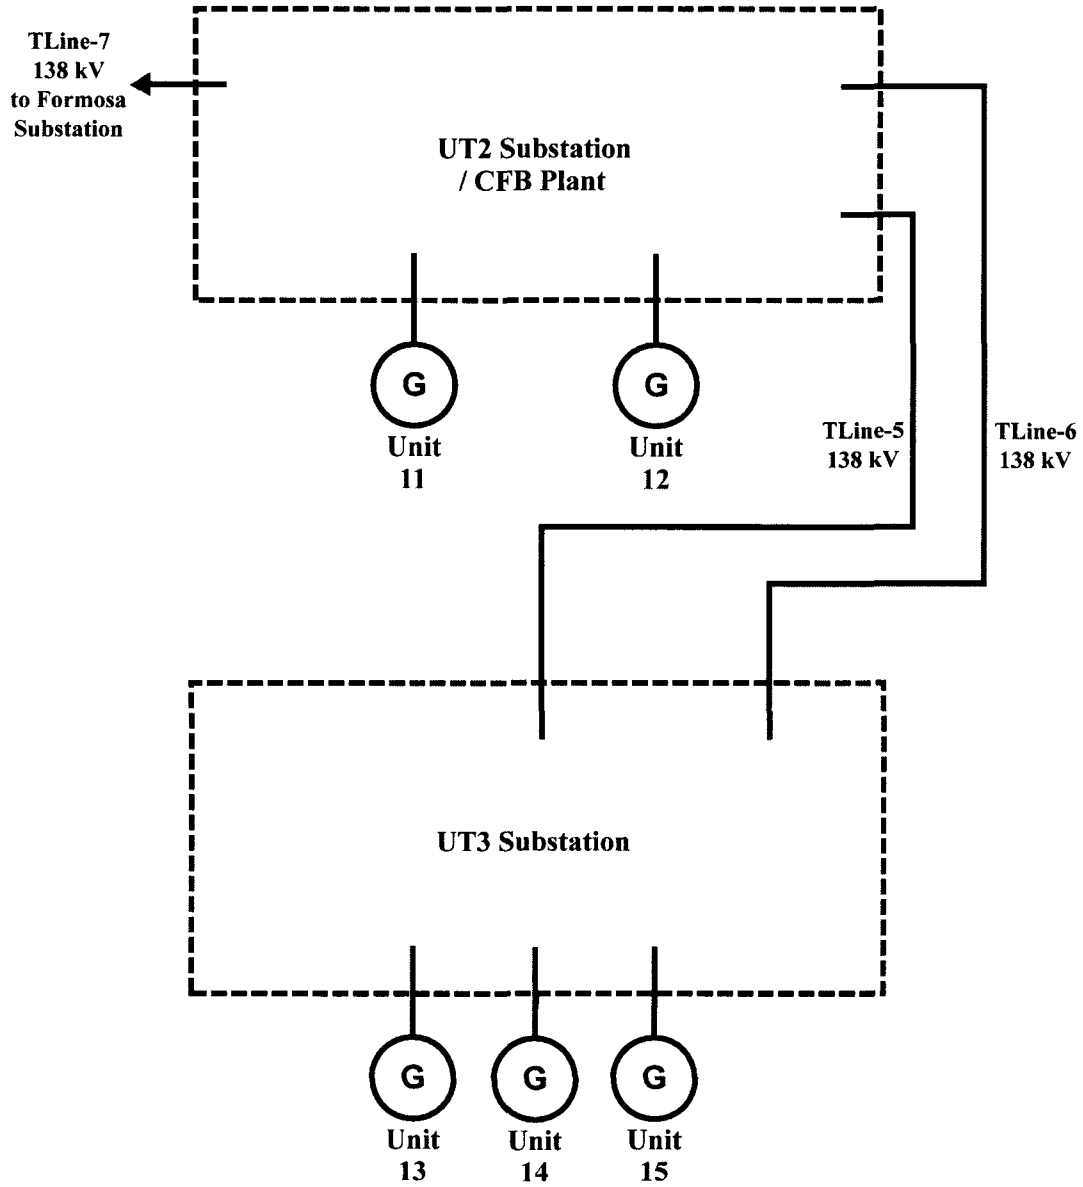 TLine-7
138 kV
to Formosa
Substation
UT2 Substation
/ CFB Plant
G
G
Unit
11
Unit
12
TLine-5
138 kV
TLine-6
138 kV
UT3 Substation
G
G
G
Unit
13
Unit
14
Unit
15